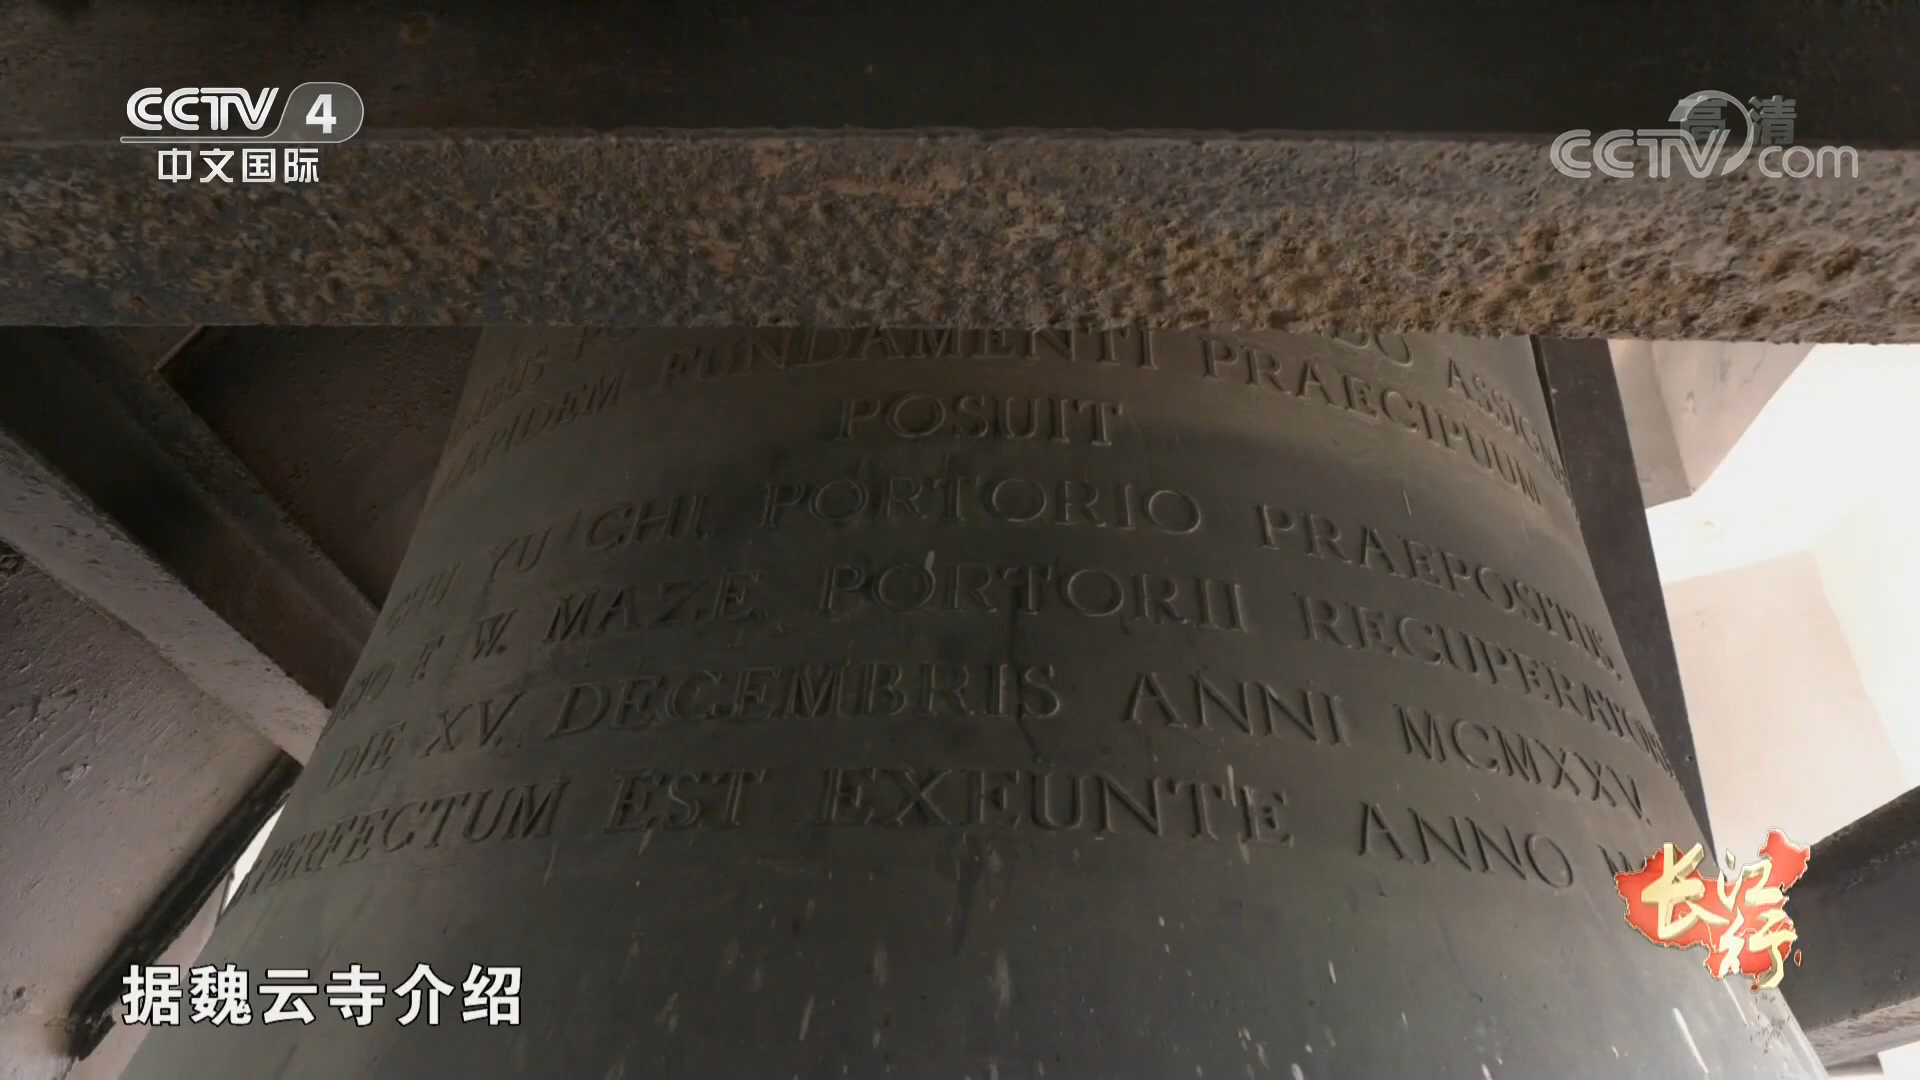 CCTV 4
中文国际
高清
CCTV com
FUNDAMENTI PRAECIPUUM
POSUIT
YU CHI, PORTORIO PRAEPOSITUS.
F. W. MAZE, PORTORII
DIE XV. DECEMBRIS ANNI MCMXXV.
PERFECTUM EST EXEUNTE ANNO
长江行
据魏云寺介绍